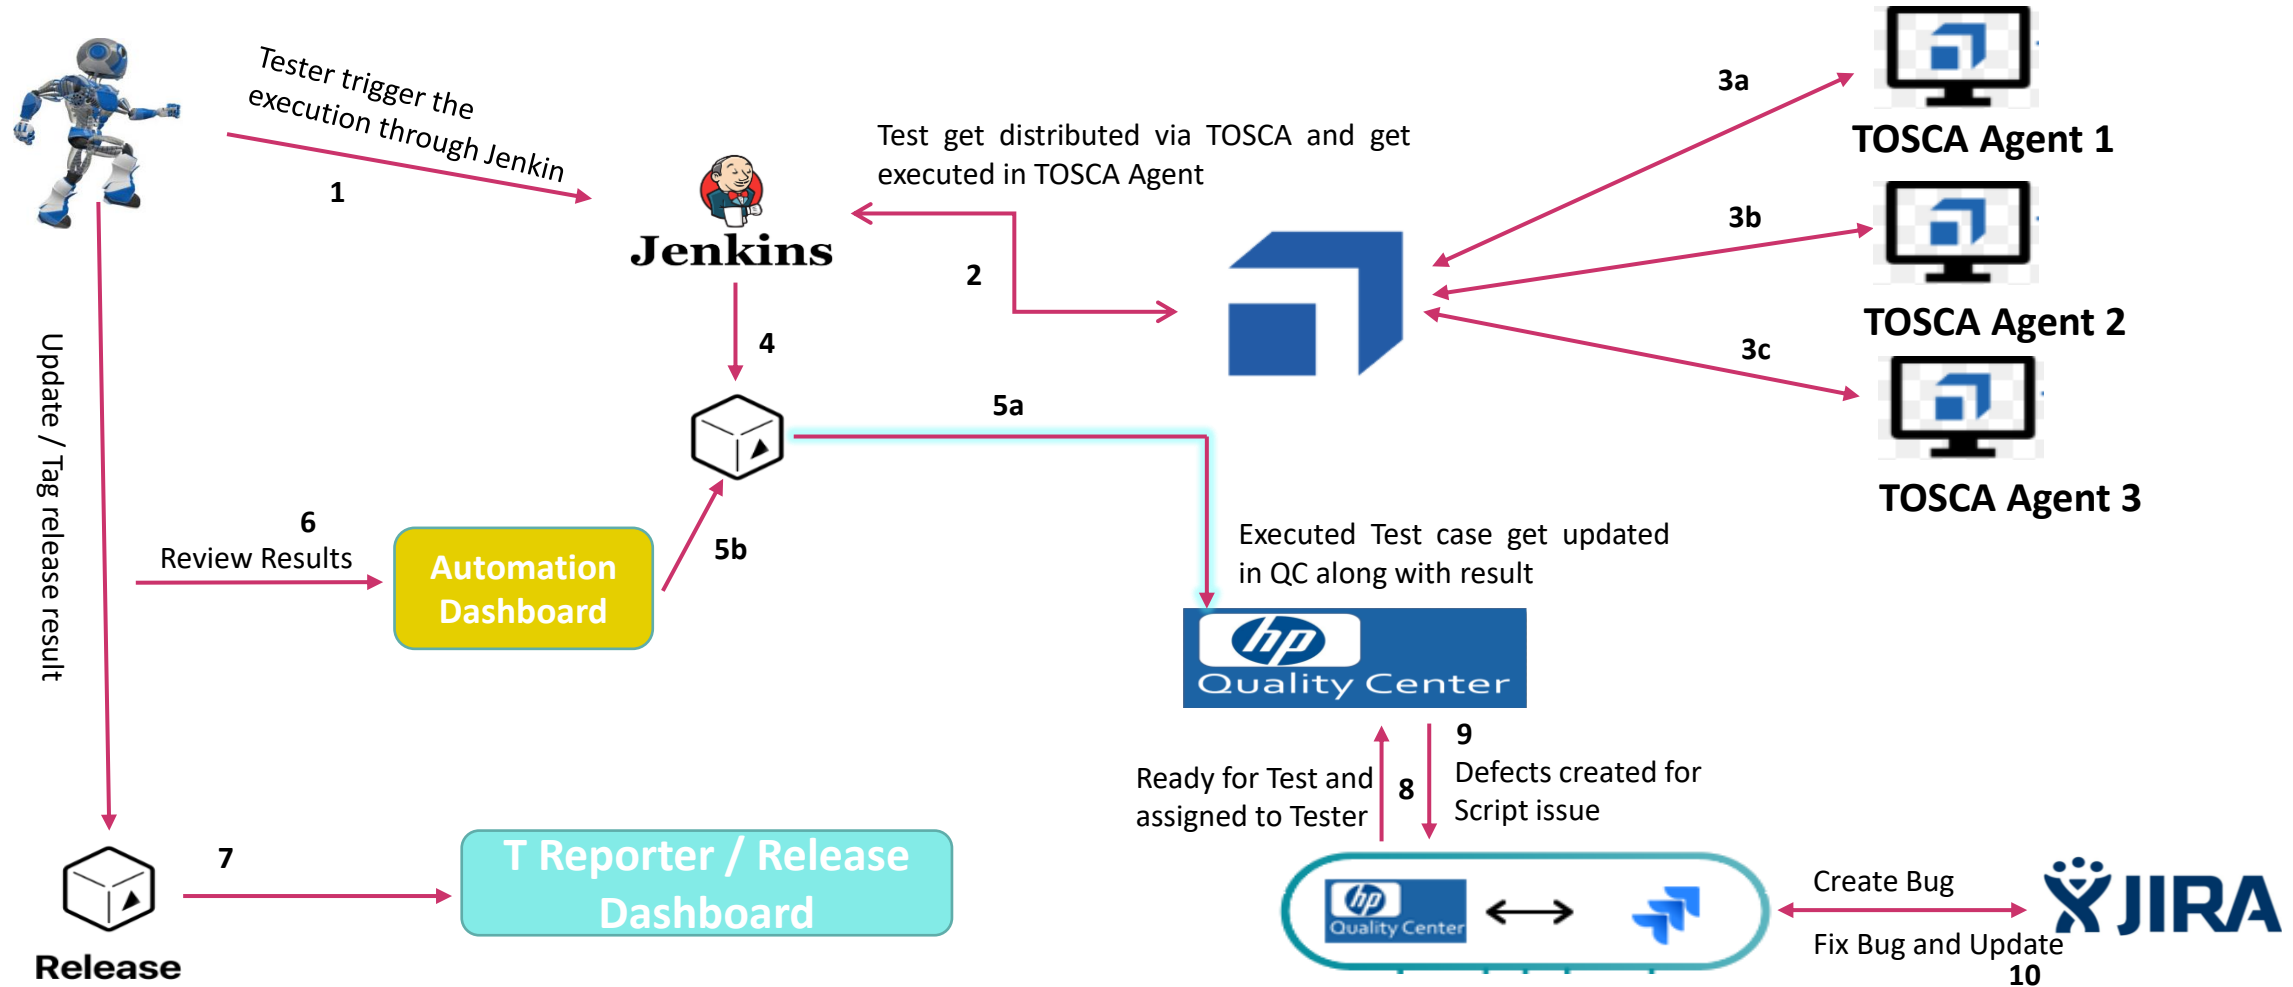 Tester trigger the
execution through Jenkin
1
Jenkins
Test get distributed via TOSCA and get
executed in TOSCA Agent
2
3a
TOSCA Agent 1
3b
TOSCA Agent 2
3c
TOSCA Agent 3
4
5a
Update / Tag release result
6
Review Results
Automation
Dashboard
5b
Executed Test case get updated
in QC along with result
hp
Quality Center
9
Defects created for
Script issue
Ready for Test and
assigned to Tester
8
7
T Reporter / Release
Dashboard
Release
hp
Quality Center
Create Bug
Fix Bug and Update
10
JIRA